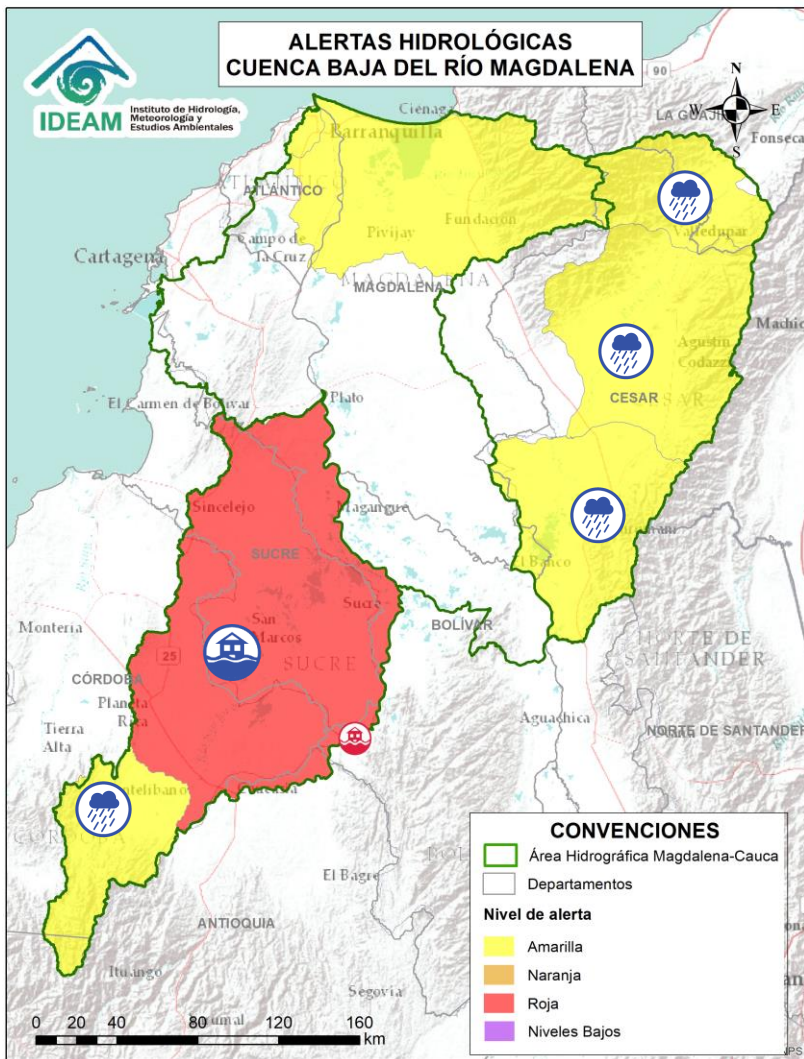 ALERTAS HIDROLÓGICAS
CUENCA BAJA DEL RÍO MAGDALENA
IDEAM
Instituto de Hidrología,
Meteorología y
Estudios Ambientales
90
N
W
E
S
Ciénaga
LA GUAJIRA
Barranquilla
Fonseca
ATLÁNTICO
Fundación
Valledupar
Pivijay
Campo de
la Cruz
Cartagena
MAGDALENA
MAGDALENA
Agustín
Codazzi
CESAR
El Carmen de Bolívar
Plato
Sincelejo
Magangué
SUCRE
El Banco
Sucre
San
Marcos
BOLÍVAR
Montería
SUCRE
25
CÓRDOBA
Planeta
Rica
NORTE DE
SANTANDER
Tierra
Alta
Aguachica
NORTE DE SANTANDER
El Bagre
ANTIOQUIA
Ituango
Segovia
0 20 40 80 120 160
km
CONVENCIONES
Área Hidrográfica Magdalena-Cauca
Departamentos
Nivel de alerta
Amarilla
Naranja
Roja
Niveles Bajos